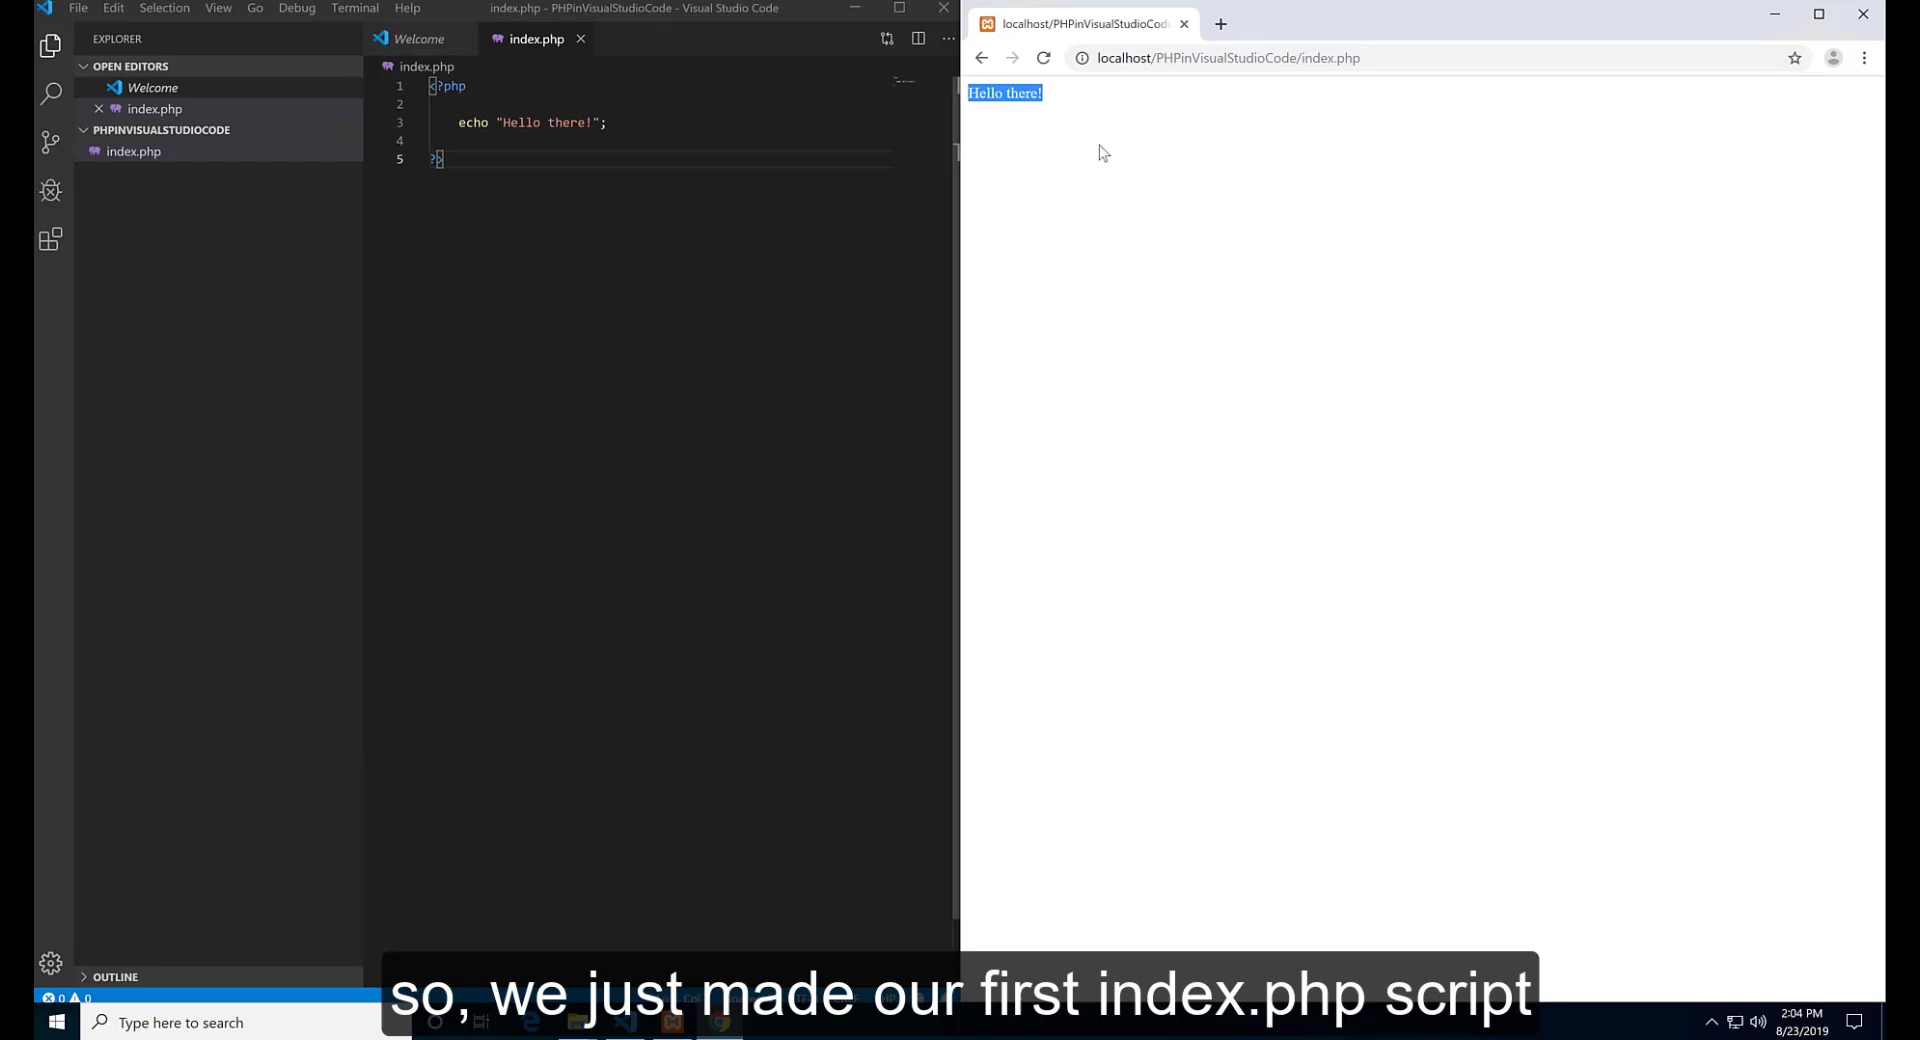 File Edit Selection View Go Debug Terminal Help index.php - PHPinVisualStudioCode - Visual Studio Code
EXPLORER
OPEN EDITORS
Welcome
index.php
PHPINVISUALSTUDIOCODE
index.php
OUTLINE
0 0
Welcome index.php
index.php
1 <?php
2
3 echo "Hello there!";
4
5 ?>
localhost/PHPinVisualStudioCod
localhost/PHPinVisualStudioCode/index.php
Hello there!
so, we just made our first index.php script
Type here to search
2:04 PM
8/23/2019